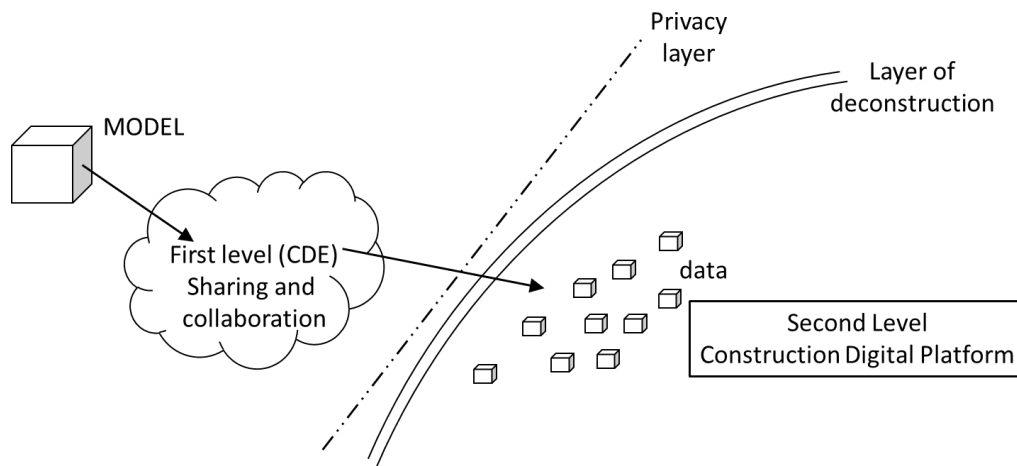 Privacy
layer
Layer of
deconstruction
MODEL
First level (CDE)
Sharing and
collaboration
data
Second Level
Construction Digital Platform